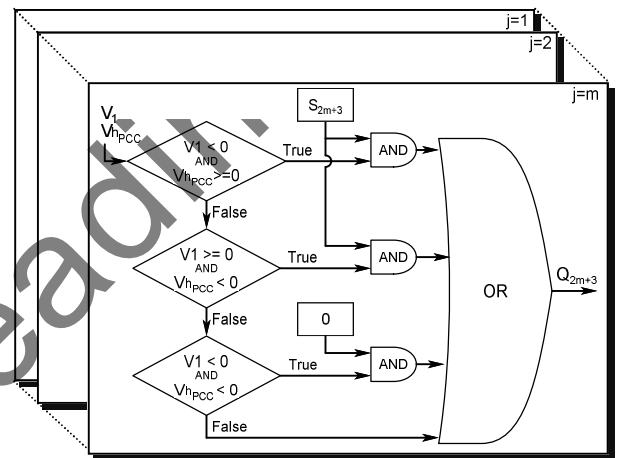 j=1
j=2
j=m
V1
VhPCC
S2m+3
V1 < 0
AND
VhPCC>=0
True
AND
False
V1 >= 0
AND
VhPCC < 0
True
AND
OR
Q2m+3
False
0
V1 < 0
AND
VhPCC < 0
True
AND
False